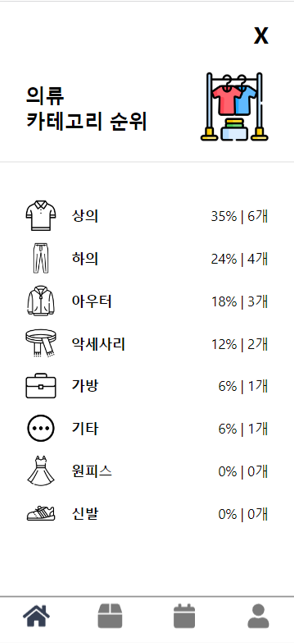 X
의류
카테고리 순위
상의 35% | 6개
하의 24% | 4개
아우터 18% | 3개
악세사리 12% | 2개
가방 6% | 1개
기타 6% | 1개
원피스 0% | 0개
신발 0% | 0개